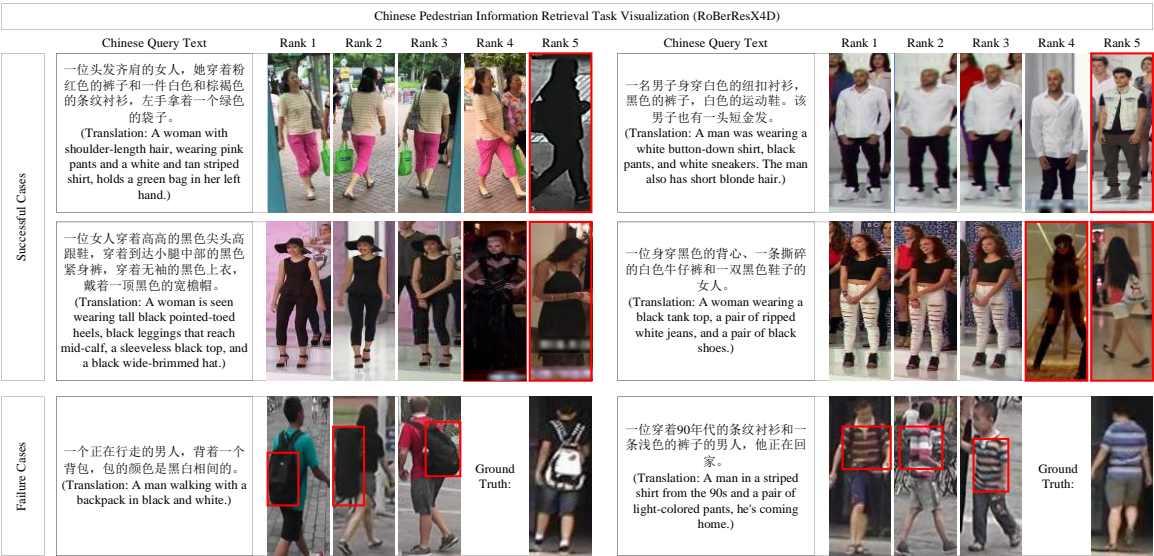 Chinese Pedestrian Information Retrieval Task Visualization (RoBerResX4D)
Chinese Query Text Rank 1 Rank 2 Rank 3 Rank 4 Rank 5
Chinese Query Text Rank 1 Rank 2 Rank 3 Rank 4 Rank 5
Successful Cases
一位头发齐肩的女人，她穿着粉
红色的裤子和一件白色和棕褐色
的条纹衬衫，左手拿着一个绿色
的袋子。
(Translation: A woman with
shoulder-length hair, wearing pink
pants and a white and tan striped
shirt, holds a green bag in her left
hand.)
一名男子身穿白色的纽扣衬衫，
黑色的裤子，白色的运动鞋。该
男子也有一头短金发。
(Translation: A man was wearing a
white button-down shirt, black
pants, and white sneakers. The man
also has short blonde hair.)
一位女人穿着高高的黑色尖头高
跟鞋，穿着到达小腿中部的黑色
紧身裤，穿着无袖的黑色上衣，
戴着一顶黑色的宽檐帽。
(Translation: A woman is seen
wearing tall black pointed-toed
heels, black leggings that reach
mid-calf, a sleeveless black top, and
a black wide-brimmed hat.)
一位身穿黑色的背心、一条撕碎
的白色牛仔裤和一双黑色鞋子的
女人。
(Translation: A woman wearing a
black tank top, a pair of ripped
white jeans, and a pair of black
shoes.)
Failure Cases
一个正在行走的男人，背着一个
背包，包的颜色是黑白相间的。
(Translation: A man walking with a
backpack in black and white.)
Ground
Truth:
一位穿着90年代的条纹衬衫和一
条浅色的裤子的男人，他正在回
家。
(Translation: A man in a striped
shirt from the 90s and a pair of
light-colored pants, he's coming
home.)
Ground
Truth: